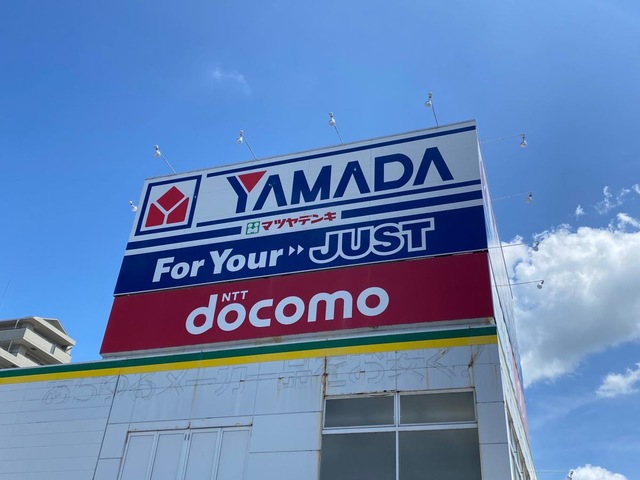 YAMADA
マツヤデンキ
For Your JUST
NTT
docomo